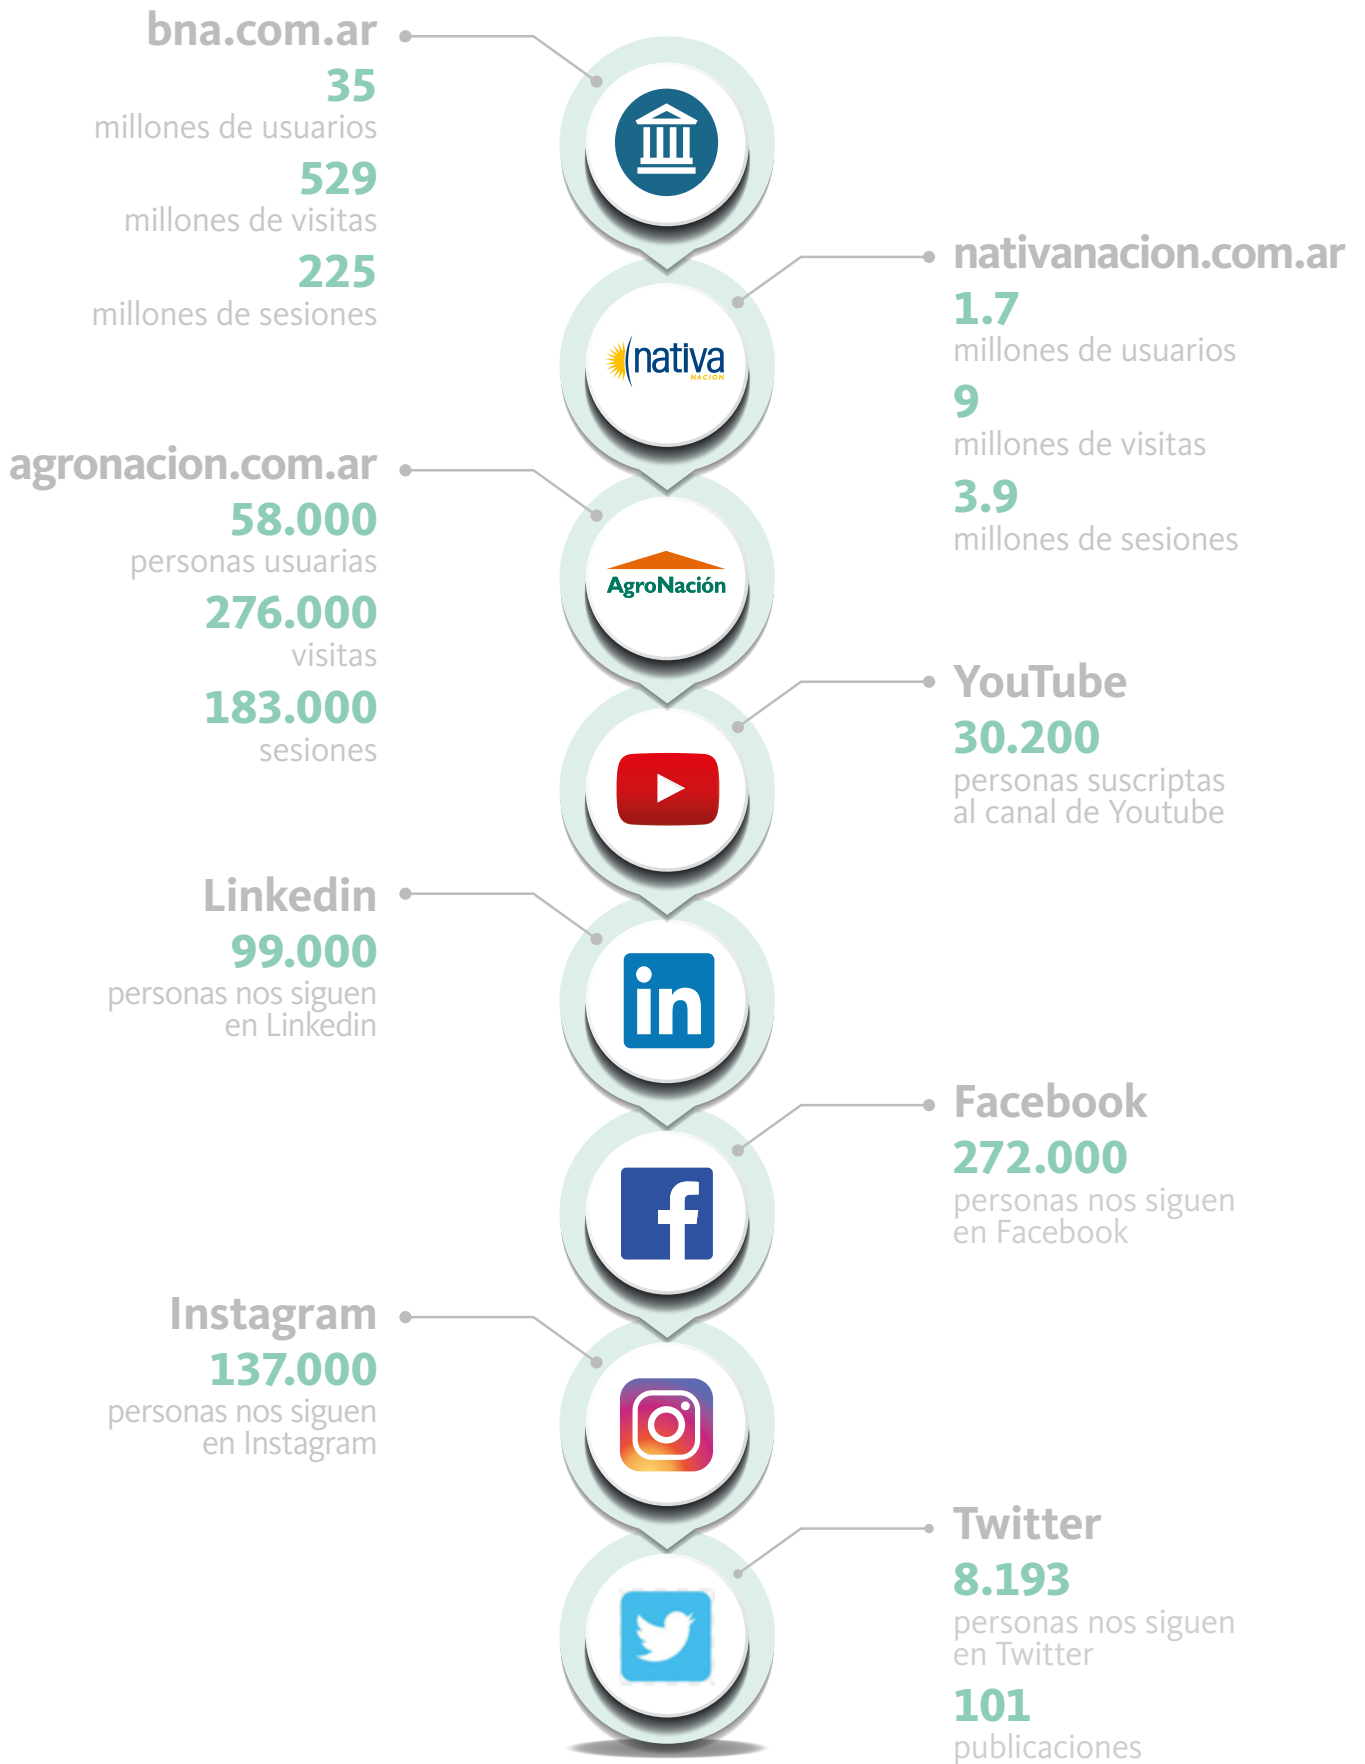 bna.com.ar
35
millones de usuarios
529
millones de visitas
225
millones de sesiones
nativanacion.com.ar
1.7
millones de usuarios
9
millones de visitas
3.9
millones de sesiones
nativa
NACION
agronacion.com.ar
58.000
personas usuarias
276.000
visitas
183.000
sesiones
AgroNación
YouTube
30.200
personas suscriptas
al canal de Youtube
Linkedin
99.000
personas nos siguen
en Linkedin
in
Facebook
272.000
personas nos siguen
en Facebook
f
Instagram
137.000
personas nos siguen
en Instagram
Twitter
8.193
personas nos siguen
en Twitter
101
publicaciones